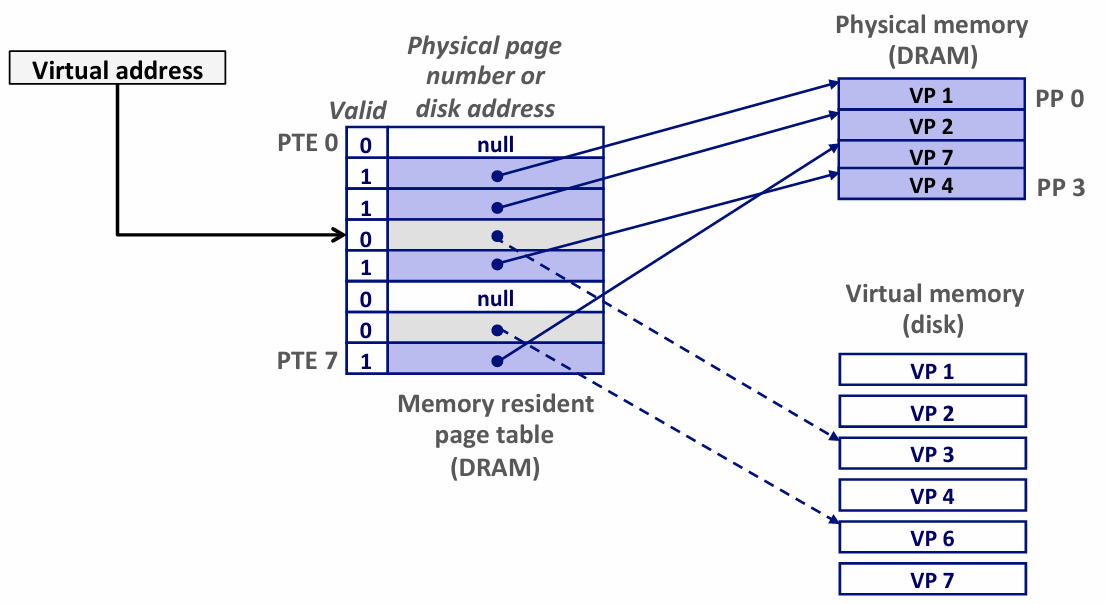 Virtual address
Physical page
number or
disk address
Valid
PTE 0
0 null
1
1
0
1
0 null
0
PTE 7 1
Memory resident
page table
(DRAM)
Physical memory
(DRAM)
VP 1 PP 0
VP 2
VP 7
VP 4 PP 3
Virtual memory
(disk)
VP 1
VP 2
VP 3
VP 4
VP 6
VP 7